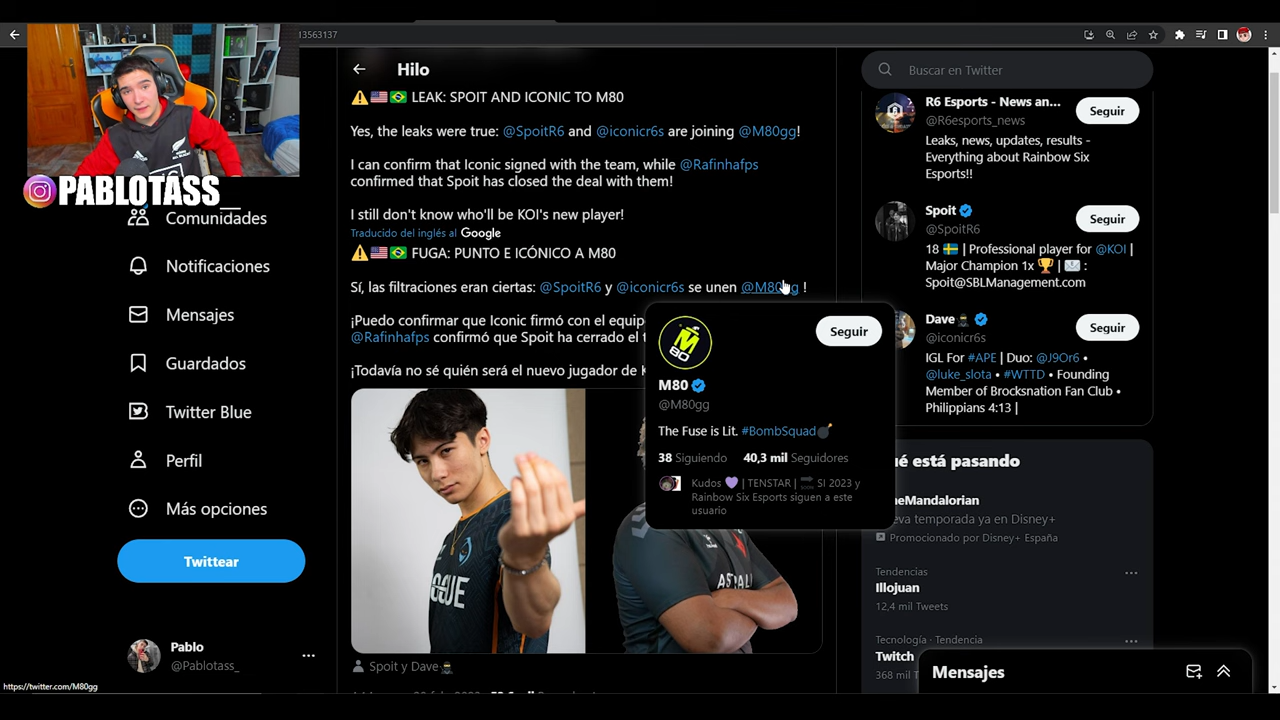 13563137
PABLOTASS_
Comunidades
Notificaciones
Mensajes
Guardados
Twitter Blue
Perfil
Más opciones
Twittear
Pablo
@Pablotass_
https://twitter.com/M80gg
Hilo
⚠️🇺🇸🇧🇷 LEAK: SPOIT AND ICONIC TO M80
Yes, the leaks were true: @SpoitR6 and @iconicr6s are joining @M80gg!
I can confirm that Iconic signed with the team, while @Rafinhafps
confirmed that Spoit has closed the deal with them!
I still don't know who'll be KOI's new player!
Traducido del inglés al Google
⚠️🇺🇸🇧🇷 FUGA: PUNTO E ICÓNICO A M80
Sí, las filtraciones eran ciertas: @SpoitR6 y @iconicr6s se unen @M80gg !
¡Puedo confirmar que Iconic firmó con el equip
@Rafinhafps confirmó que Spoit ha cerrado el t
¡Todavía no sé quién será el nuevo jugador de K
Spoit y Dave🥷
M80
@M80gg
Seguir
The Fuse is Lit. #BombSquad💣
38 Siguiendo 40,3 mil Seguidores
Kudos 💜 | TENSTAR | 🔜 SI 2023 y
Rainbow Six Esports siguen a este
usuario
Buscar en Twitter
R6 Esports - News an...
@R6esports_news
Seguir
Leaks, news, updates, results -
Everything about Rainbow Six
Esports!!
Spoit
@SpoitR6
Seguir
18 🇸🇪 | Professional player for @KOI |
Major Champion 1x 🏆 | ✉️ :
Spoit@SBLManagement.com
Dave🥷
@iconicr6s
Seguir
IGL For #APE | Duo: @J9Or6 •
@luke_slota • #WTTD • Founding
Member of Brocksnation Fan Club •
Philippians 4:13 |
ué está pasando
neMandalorian
eva temporada ya en Disney+
Promocionado por Disney+ España
Tendencias
Illojuan
12,4 mil Tweets
Tecnología · Tendencia
Twitch
368 mil T
Mensajes